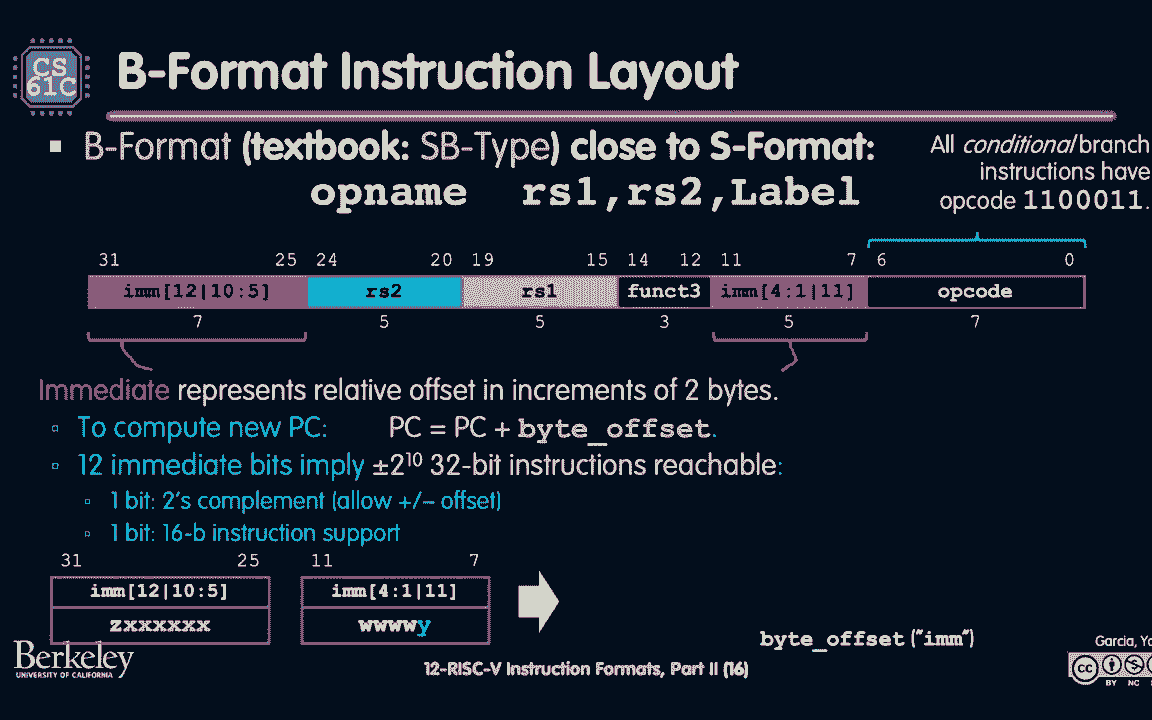 CS
61C
B-Format Instruction Layout
▪ B-Format (textbook: SB-Type) close to S-Format:
opname rs1,rs2,Label
All conditional branch
instructions have
opcode 1100011.
31 25 24 20 19 15 14 12 11 7 6 0
imm[12|10:5] rs2 rs1 funct3 imm[4:1|11] opcode
7 5 5 3 5 7
Immediate represents relative offset in increments of 2 bytes.
▫ To compute new PC: PC = PC + byte_offset.
▫ 12 immediate bits imply ±2¹⁰ 32-bit instructions reachable:
▫ 1 bit: 2's complement (allow +/– offset)
▫ 1 bit: 16-b instruction support
31 25 11 7
imm[12|10:5] imm[4:1|11]
zxxxxxx wwwwy
byte_offset ("imm")
Berkeley
UNIVERSITY OF CALIFORNIA
12-RISC-V Instruction Formats, Part II (16)
Garcia,
cc
BY NC